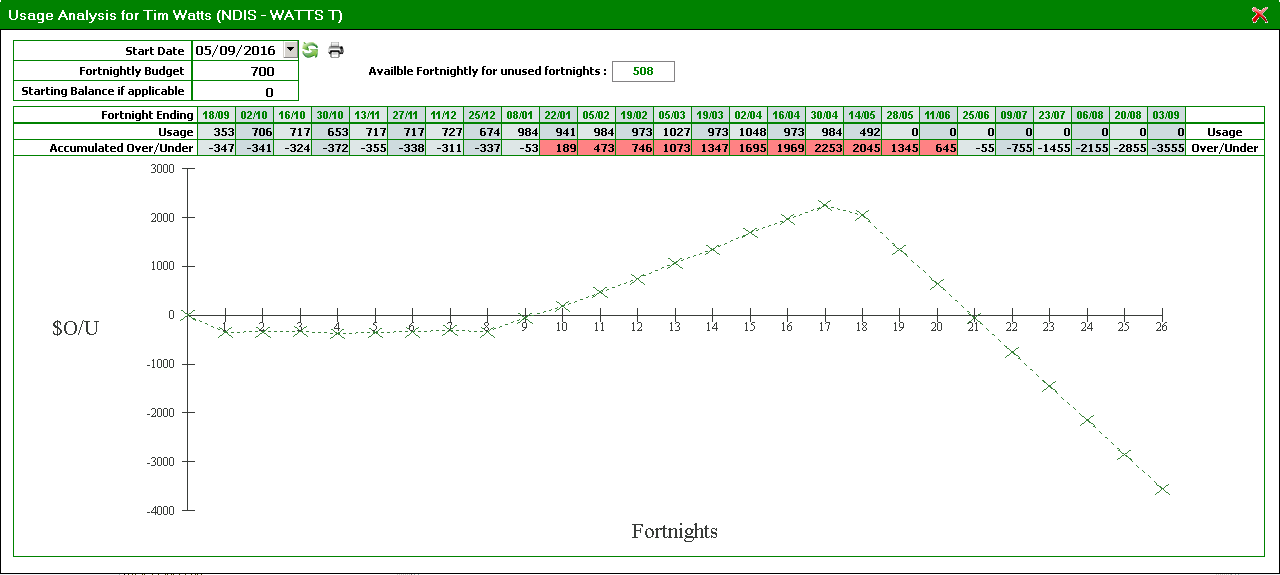 Usage Analysis for Tim Watts (NDIS - WATTS T)
Start Date 05/09/2016
Fortnightly Budget 700 Availble Fortnightly for unused fortnights : 508
Starting Balance if applicable 0
Fortnight Ending 18/09 02/10 16/10 30/10 13/11 27/11 11/12 25/12 08/01 22/01 05/02 19/02 05/03 19/03 02/04 16/04 30/04 14/05 28/05 11/06 25/06 09/07 23/07 06/08 20/08 03/09
Usage 353 706 717 653 717 717 727 674 984 941 984 973 1027 973 1048 973 984 492 0 0 0 0 0 0 0 0 Usage
Accumulated Over/Under -347 -341 -324 -372 -355 -338 -311 -337 -53 189 473 746 1073 1347 1695 1969 2253 2045 1345 645 -55 -755 -1455 -2155 -2855 -3555 Over/Under
3000
2000
1000
0
$O/U
1 2 3 4 5 6 7 8 9 10 11 12 13 14 15 16 17 18 19 20 21 22 23 24 25 26
-1000
-2000
-3000
-4000
Fortnights